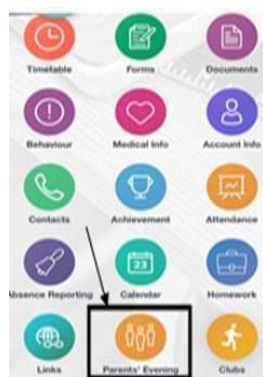 Timetable Forms Documents
Behaviour Medical Info Account Info
Contacts Achievement Attendance
23
Absence Reporting Calendar Homework
Links Parents' Evening Clubs